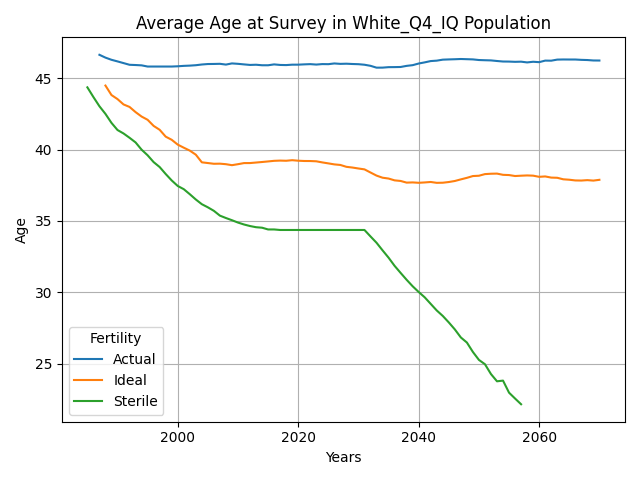 Average Age at Survey in White_Q4_IQ Population
Age
45
40
35
30
25
Fertility
Actual
Ideal
Sterile
2000
2020
2040
2060
Years